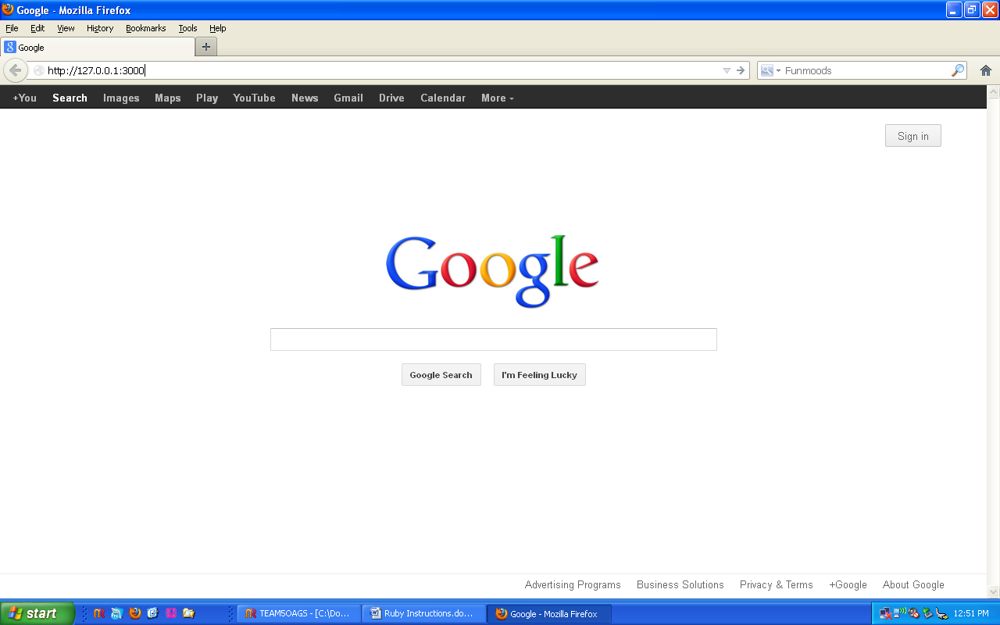 Google - Mozilla Firefox
File Edit View History Bookmarks Tools Help
Google
http://127.0.0.1:3000 Funmoods
+You Search Images Maps Play YouTube News Gmail Drive Calendar More
Sign in
Google
Google Search I'm Feeling Lucky
Advertising Programs Business Solutions Privacy & Terms +Google About Google
start TEAM5OAGS - [C:\Do... Ruby Instructions.do... Google - Mozilla Firefox 12:51 PM